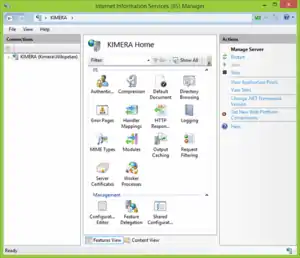 Internet Information Services (IIS) Manager
KIMERA
File View Help
Connections
KIMERA (Kimera\Wikipetian)
KIMERA Home
Filter: Show All
IIS
Authentic...
Compression
Default Document
Directory Browsing
Error Pages
Handler Mappings
HTTP Respon...
Logging
MIME Types
Modules
Output Caching
Request Filtering
Server Certificates
Worker Processes
Management
Configurat... Editor
Feature Delegation
Shared Configurat...
Features View Content View
Actions
Manage Server
Restart
Start
Stop
View Application Pools
View Sites
Change .NET Framework Version
Get New Web Platform Components
Help
Ready